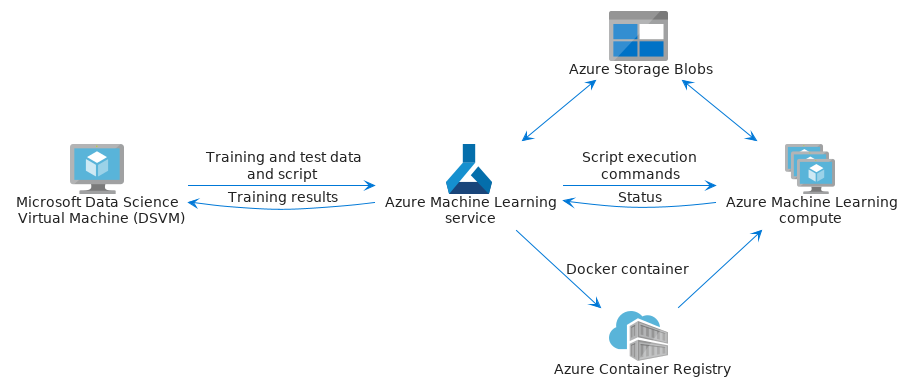 Azure Storage Blobs
Training and test data
and script
Script execution
commands
Training results
Status
Microsoft Data Science
Virtual Machine (DSVM)
Azure Machine Learning
service
Azure Machine Learning
compute
Docker container
Azure Container Registry